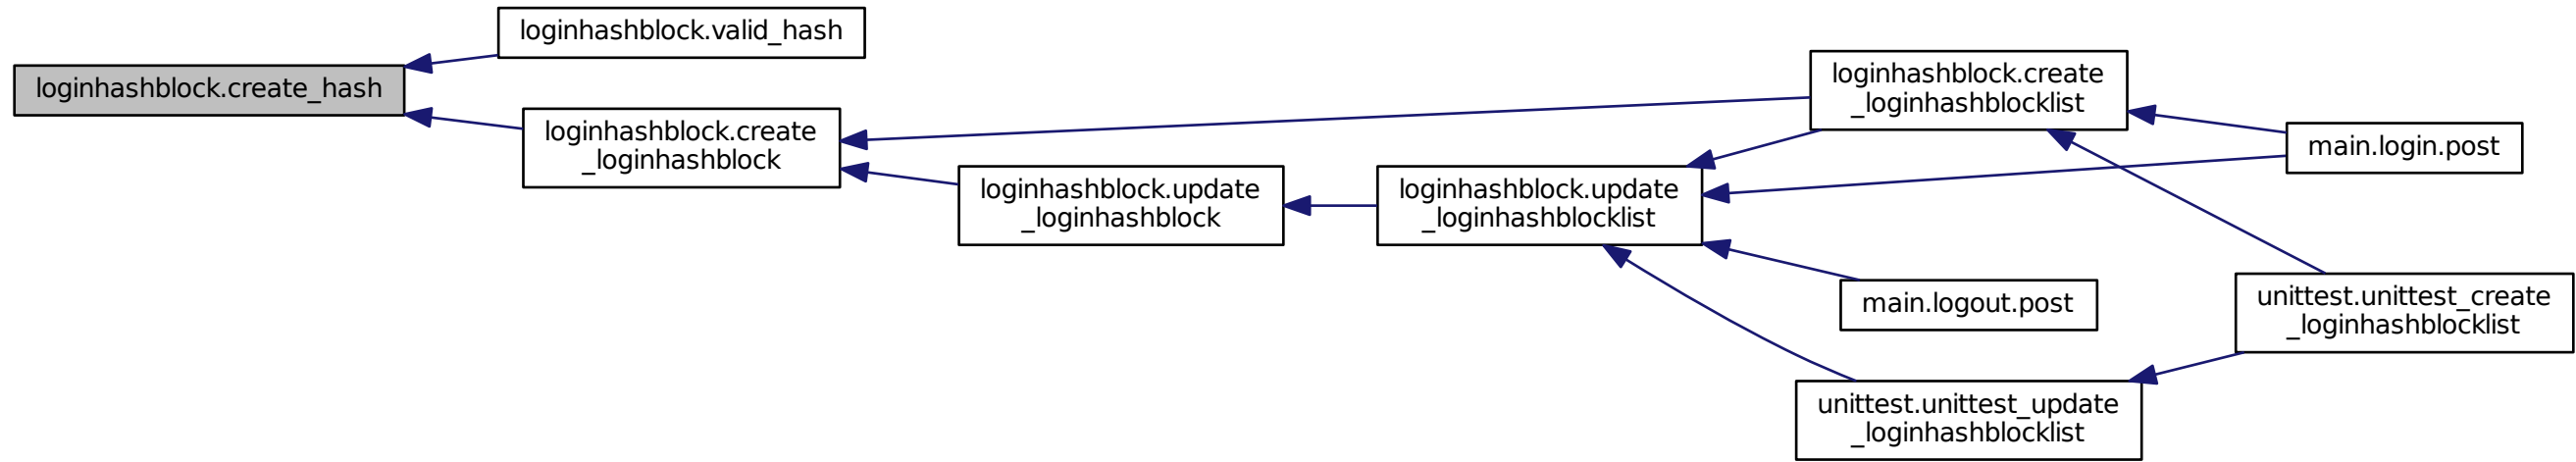 loginhashblock.create_hash
loginhashblock.valid_hash
loginhashblock.create
_loginhashblock
loginhashblock.update
_loginhashblock
loginhashblock.update
_loginhashblocklist
loginhashblock.create
_loginhashblocklist
main.login.post
main.logout.post
unittest.unittest_create
_loginhashblocklist
unittest.unittest_update
_loginhashblocklist